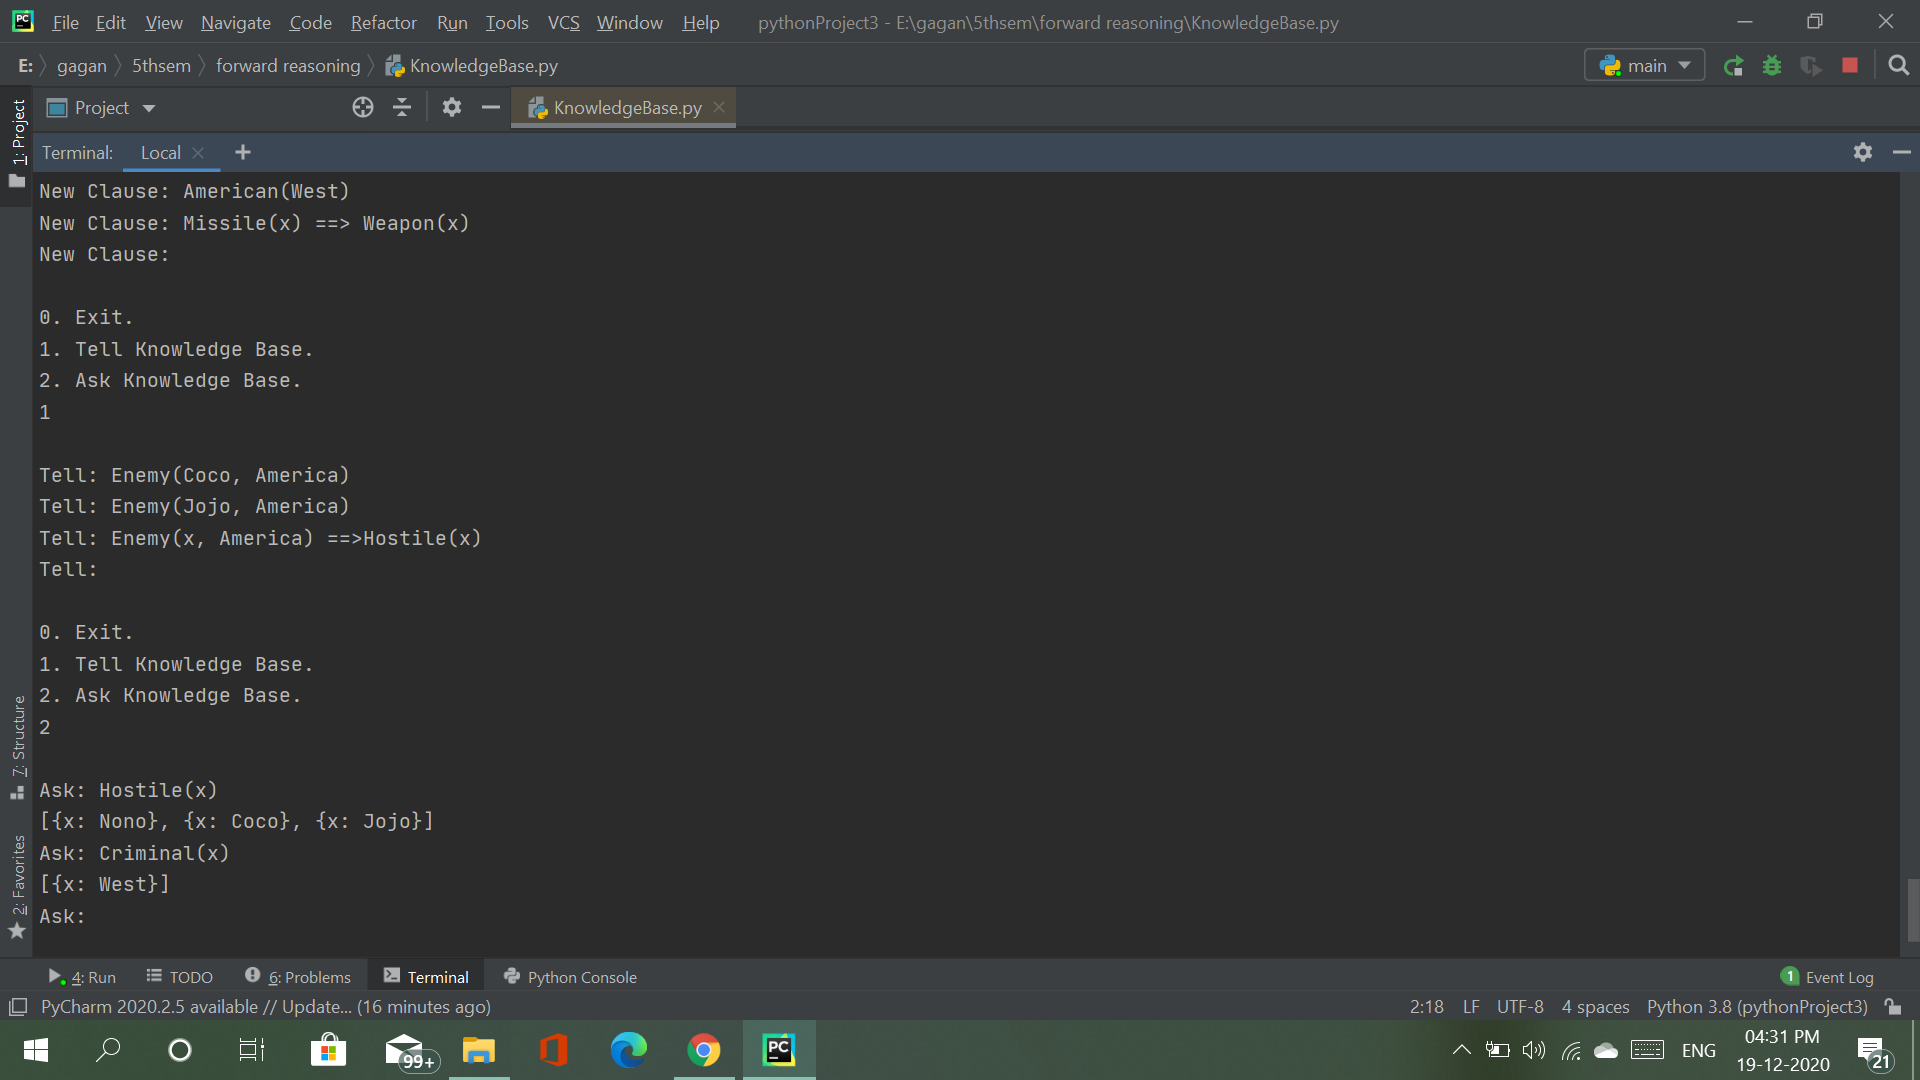 PC File Edit View Navigate Code Refactor Run Tools VCS Window Help pythonProject3 - E:\gagan\5thsem\forward reasoning\KnowledgeBase.py
E: gagan 5thsem forward reasoning KnowledgeBase.py main
1: Project
Project KnowledgeBase.py
Terminal: Local
New Clause: American(West)
New Clause: Missile(x) ==> Weapon(x)
New Clause:
0. Exit.
1. Tell Knowledge Base.
2. Ask Knowledge Base.
1
Tell: Enemy(Coco, America)
Tell: Enemy(Jojo, America)
Tell: Enemy(x, America) ==>Hostile(x)
Tell:
0. Exit.
1. Tell Knowledge Base.
2. Ask Knowledge Base.
2
7: Structure
Ask: Hostile(x)
[{x: Nono}, {x: Coco}, {x: Jojo}]
Ask: Criminal(x)
[{x: West}]
Ask:
2: Favorites
4: Run TODO 6: Problems Terminal Python Console 1 Event Log
PyCharm 2020.2.5 available // Update... (16 minutes ago) 2:18 LF UTF-8 4 spaces Python 3.8 (pythonProject3)
99+ PC ENG 04:31 PM
19-12-2020 21